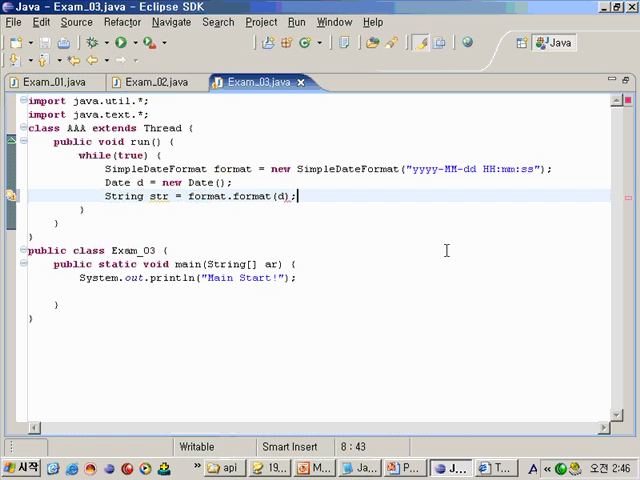 Java - Exam_03.java - Eclipse SDK
File Edit Source Refactor Navigate Search Project Run Window Help
Java
Exam_01.java Exam_02.java Exam_03.java
import java.util.*;
import java.text.*;
class AAA extends Thread {
public void run() {
while(true) {
SimpleDateFormat format = new SimpleDateFormat("yyyy-MM-dd HH:mm:ss");
Date d = new Date();
String str = format.format(d);
}
}
}
public class Exam_03 {
public static void main(String[] ar) {
System.out.println("Main Start!");
}
}
Writable Smart Insert 8 : 43
시작 » api 19... M... Ja... P... J... T... A « 오후 2:46